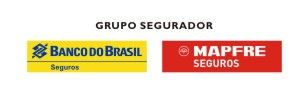 GRUPO SEGURADOR
BANCO DO BRASIL
Seguros
MAPFRE
SEGUROS